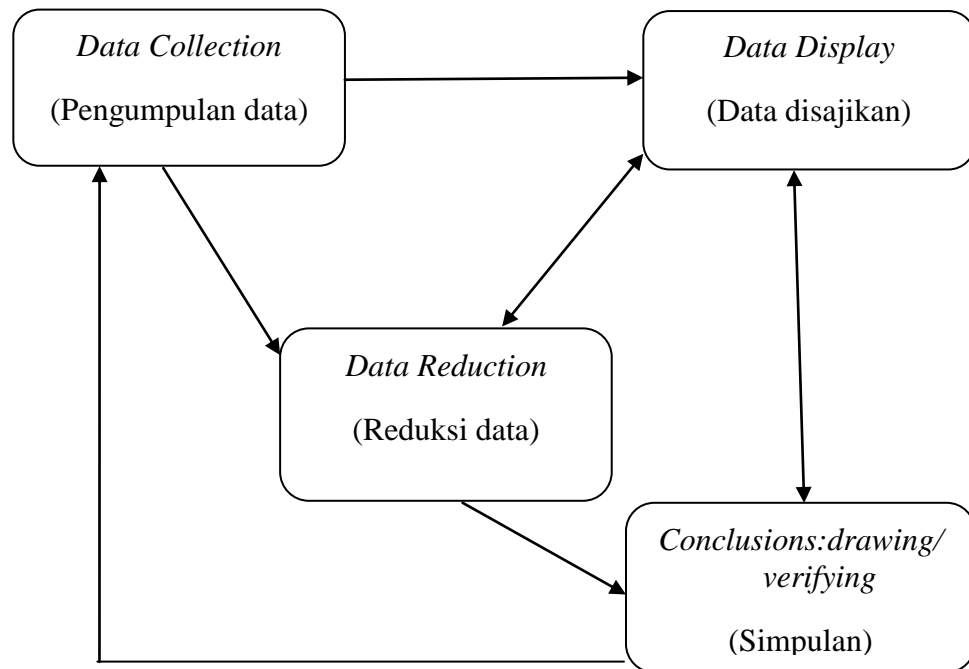 Data Collection
(Pengumpulan data)
Data Display
(Data disajikan)
Data Reduction
(Reduksi data)
Conclusions:drawing/
verifying
(Simpulan)